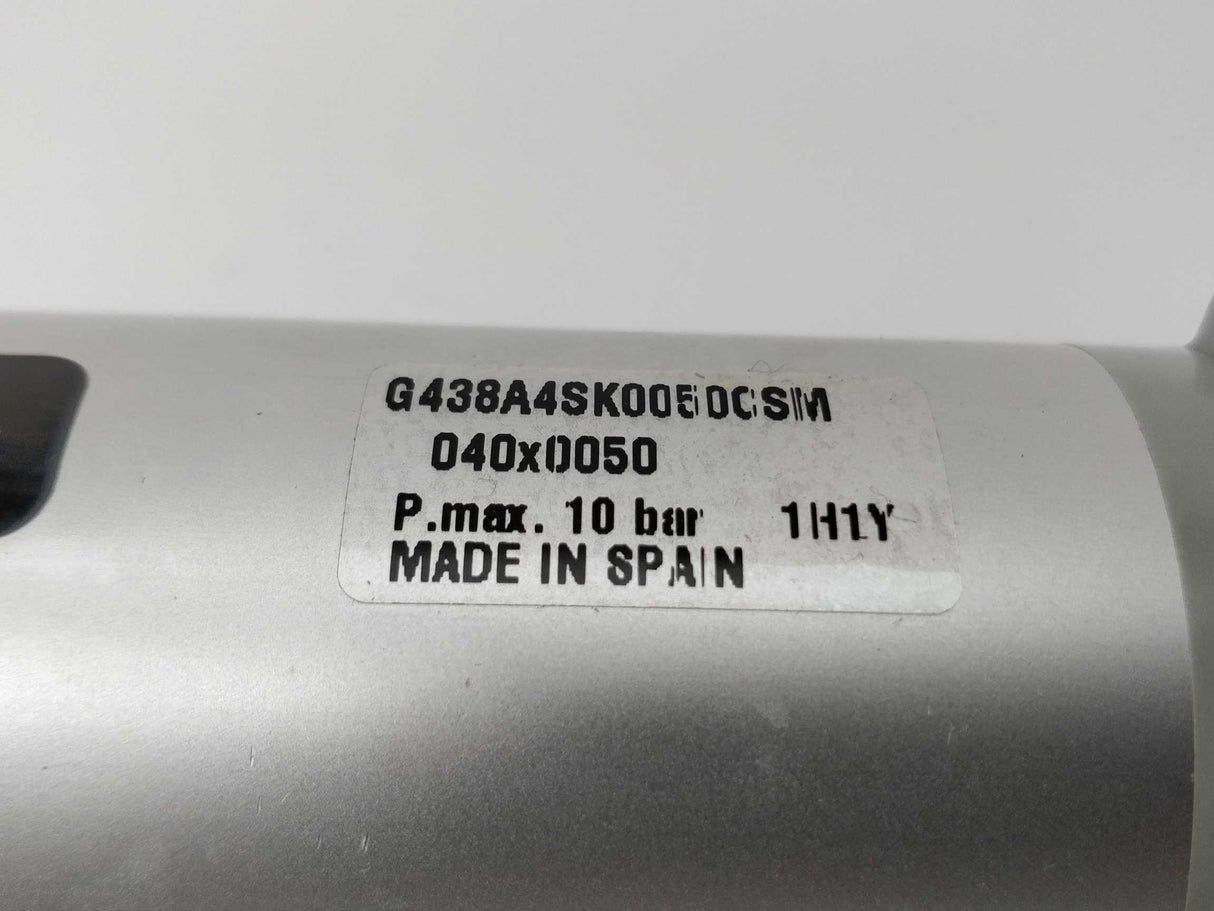 G438A4SK0050CSM
040x0050
P.max. 10 bar 1H1Y
MADE IN SPAIN